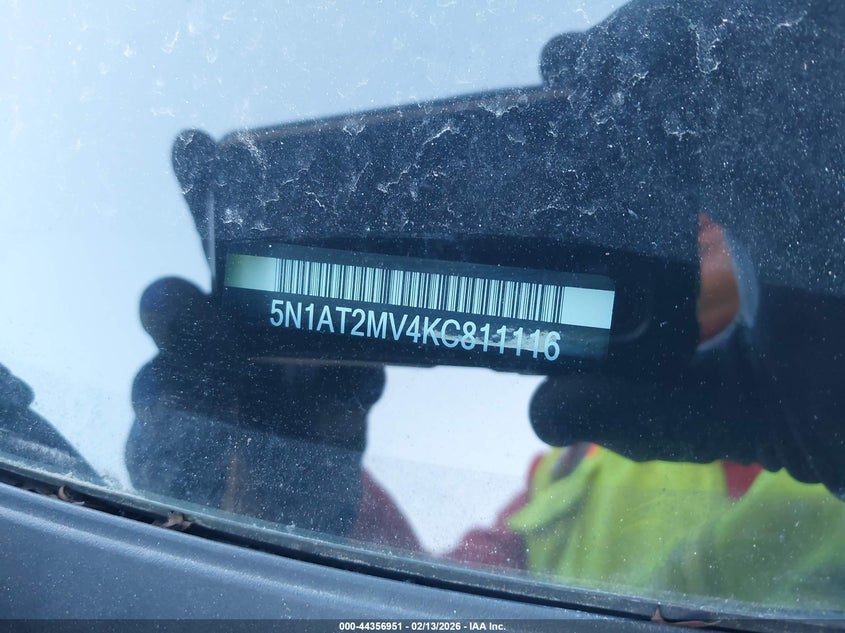 5N1AT2MV4KC811116
000-44356951 - 02/13/2026 - IAA Inc.